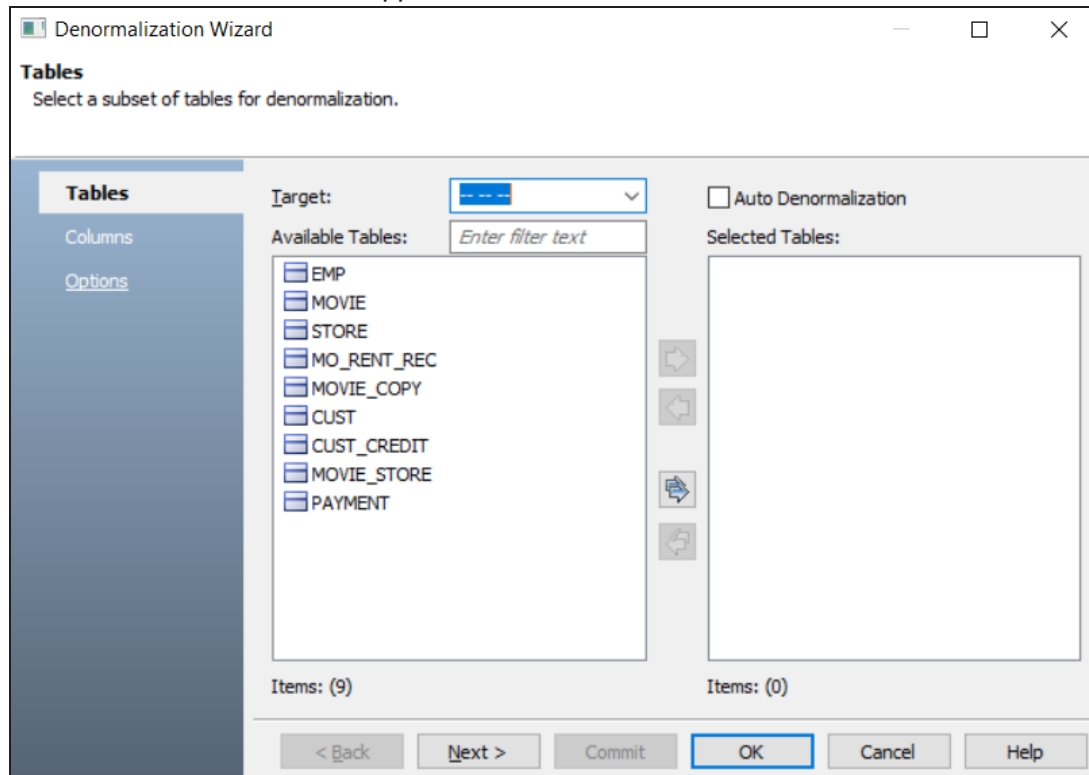 Denormalization Wizard
Tables
Select a subset of tables for denormalization.
Tables
Columns
Options
Target:
-- -- --
Auto Denormalization
Available Tables:
Enter filter text
Selected Tables:
EMP
MOVIE
STORE
MO_RENT_REC
MOVIE_COPY
CUST
CUST_CREDIT
MOVIE_STORE
PAYMENT
Items: (9)
Items: (0)
< Back
Next >
Commit
OK
Cancel
Help